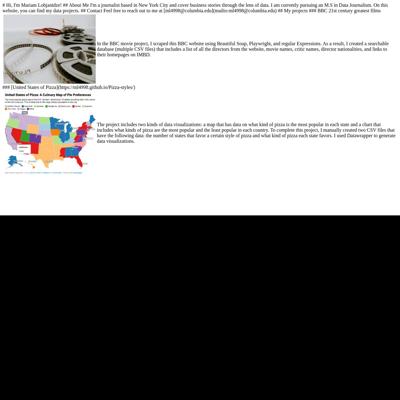 # Hi, I'm Mariam Lobjanidze! ## About Me I'm a journalist based in New York City and cover business stories through the lens of data. I am currently pursuing an M.S in Data Journalism. On this
website, you can find my data projects. ## Contact Feel free to reach out to me at [ml4998@columbia.edu](mailto:ml4998@columbia.edu) ## My projects ### BBC 21st century greatest films
In the BBC movie project, I scraped this BBC website using Beautiful Soup, Playwright, and regular Expressions. As a result, I created a searchable
database (multiple CSV files) that includes a list of all the directors from the website, movie names, critic names, director nationalities, and links to
their homepages on IMBD.
### [United States of Pizza](https://ml4998.github.io/Pizza-styles/)
United States of Pizza: A Culinary Map of Pie Preferences
The project includes two kinds of data visualizations: a map that has data on what kind of pizza is the most popular in each state and a chart that
includes what kinds of pizza are the most popular and the least popular in each country. To complete this project, I manually created two CSV files that
have the following data: the number of states that favor a certain style of pizza and what kind of pizza each state favors. I used Datawrapper to generate
data visualizations.